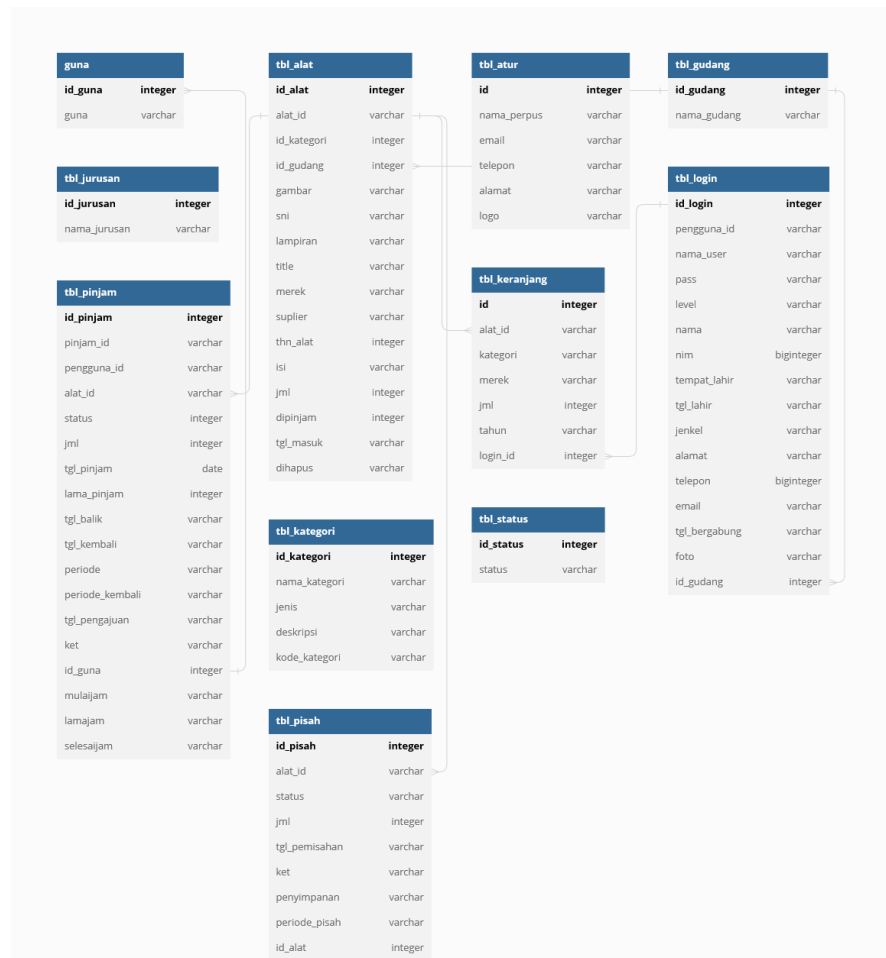 guna
id_guna integer
guna varchar
tbl_jurusan
id_jurusan integer
nama_jurusan varchar
tbl_pinjam
id_pinjam integer
pinjam_id varchar
pengguna_id varchar
alat_id varchar
status integer
jml integer
tgl_pinjam date
lama_pinjam integer
tgl_balik varchar
tgl_kembali varchar
periode varchar
periode_kembali varchar
tgl_pengajuan varchar
ket varchar
id_guna integer
mulaijam varchar
lamajam varchar
selesaijam varchar
tbl_alat
id_alat integer
alat_id varchar
id_kategori integer
id_gudang integer
gambar varchar
sni varchar
lampiran varchar
title varchar
merek varchar
suplier varchar
thn_alat integer
isi varchar
jml integer
dipinjam integer
tgl_masuk varchar
dihapus varchar
tbl_kategori
id_kategori integer
nama_kategori varchar
jenis varchar
deskripsi varchar
kode_kategori varchar
tbl_pisah
id_pisah integer
alat_id varchar
status varchar
jml integer
tgl_pemisahan varchar
ket varchar
penyimpanan varchar
periode_pisah varchar
id_alat integer
tbl_atur
id integer
nama_perpus varchar
email varchar
telepon varchar
alamat varchar
logo varchar
tbl_keranjang
id integer
alat_id varchar
kategori varchar
merek varchar
jml integer
tahun varchar
login_id integer
tbl_status
id_status integer
status varchar
tbl_gudang
id_gudang integer
nama_gudang varchar
tbl_login
id_login integer
pengguna_id varchar
nama_user varchar
pass varchar
level varchar
nama varchar
nim biginteger
tempat_lahir varchar
tgl_lahir varchar
jenkel varchar
alamat varchar
telepon biginteger
email varchar
tgl_bergabung varchar
foto varchar
id_gudang integer